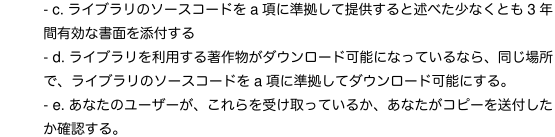 - c. ライブラリのソースコードを a 項に準拠して提供すると述べた少なくとも 3 年
間有効な書面を添付する
- d. ライブラリを利用する著作物がダウンロード可能になっているなら、同じ場所
で、ライブラリのソースコードを a 項に準拠してダウンロード可能にする。
- e. あなたのユーザーが、これらを受け取っているか、あなたがコピーを送付した
か確認する。